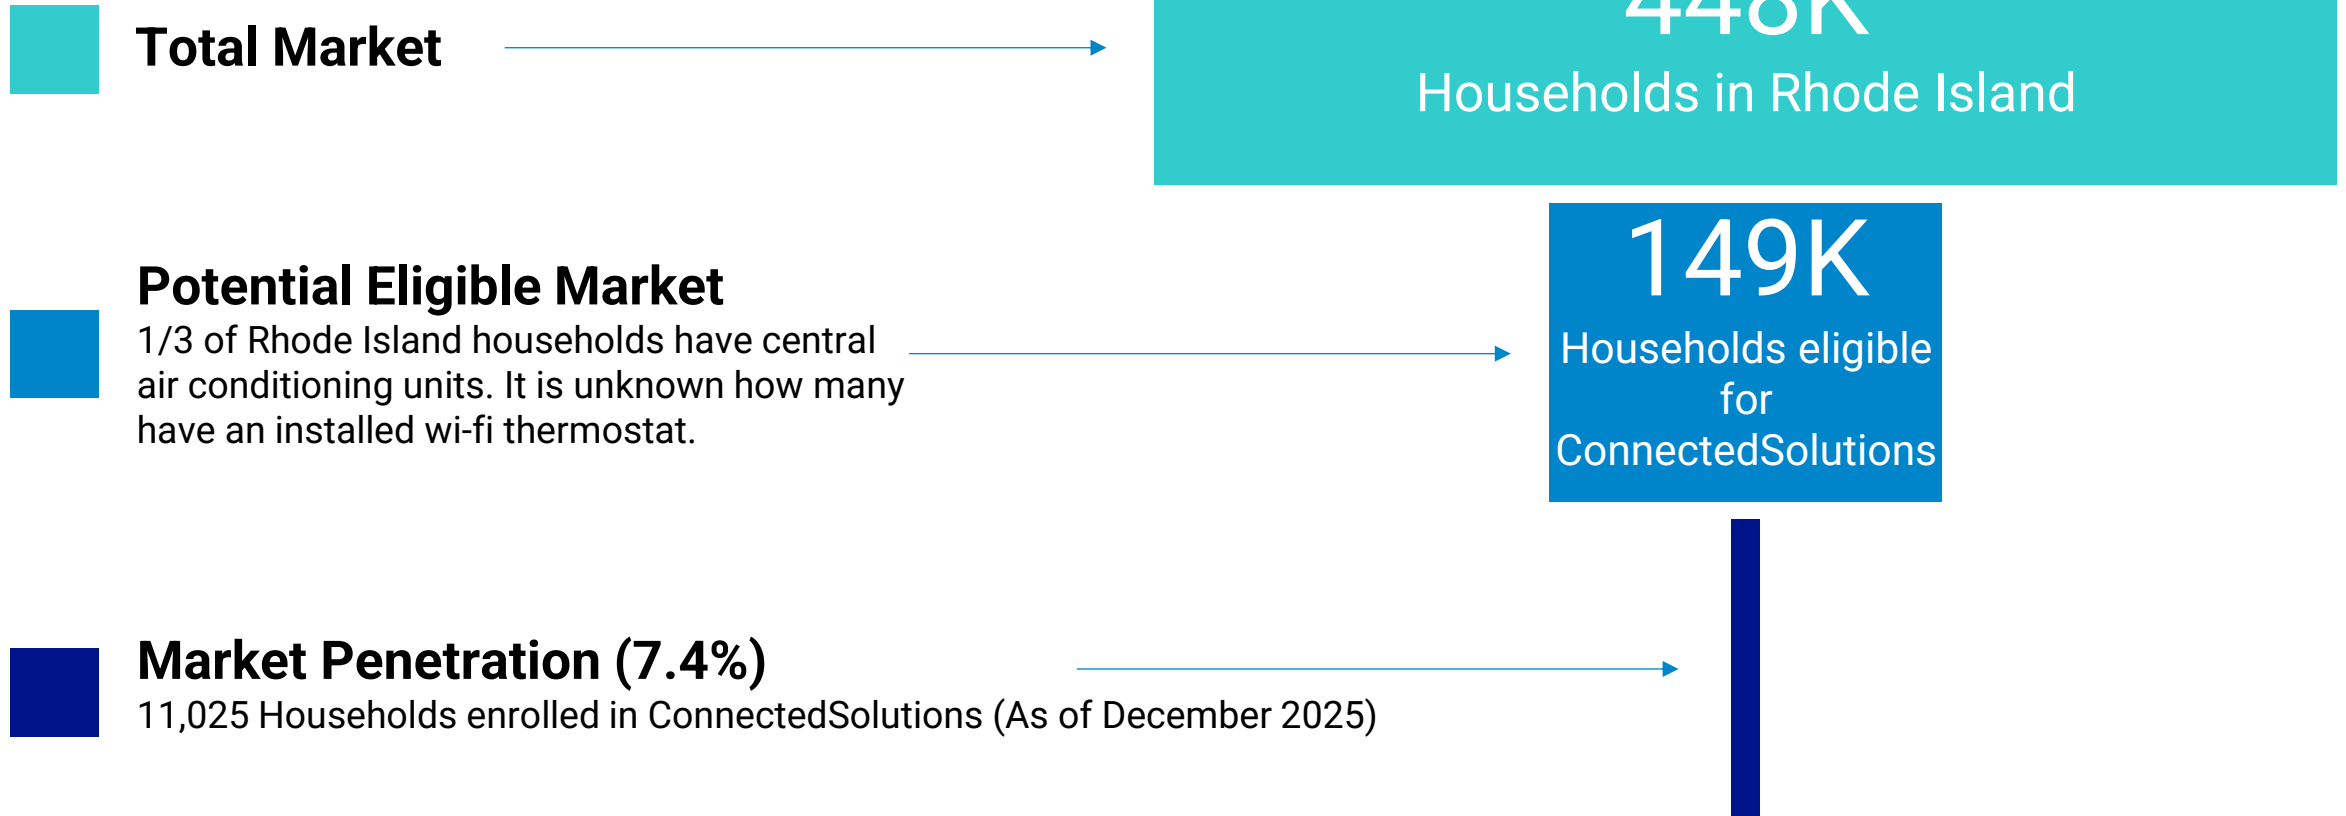 Total Market
448K
Households in Rhode Island
Potential Eligible Market
1/3 of Rhode Island households have central
air conditioning units. It is unknown how many
have an installed wi-fi thermostat.
149K
Households eligible
for
ConnectedSolutions
Market Penetration (7.4%)
11,025 Households enrolled in ConnectedSolutions (As of December 2025)